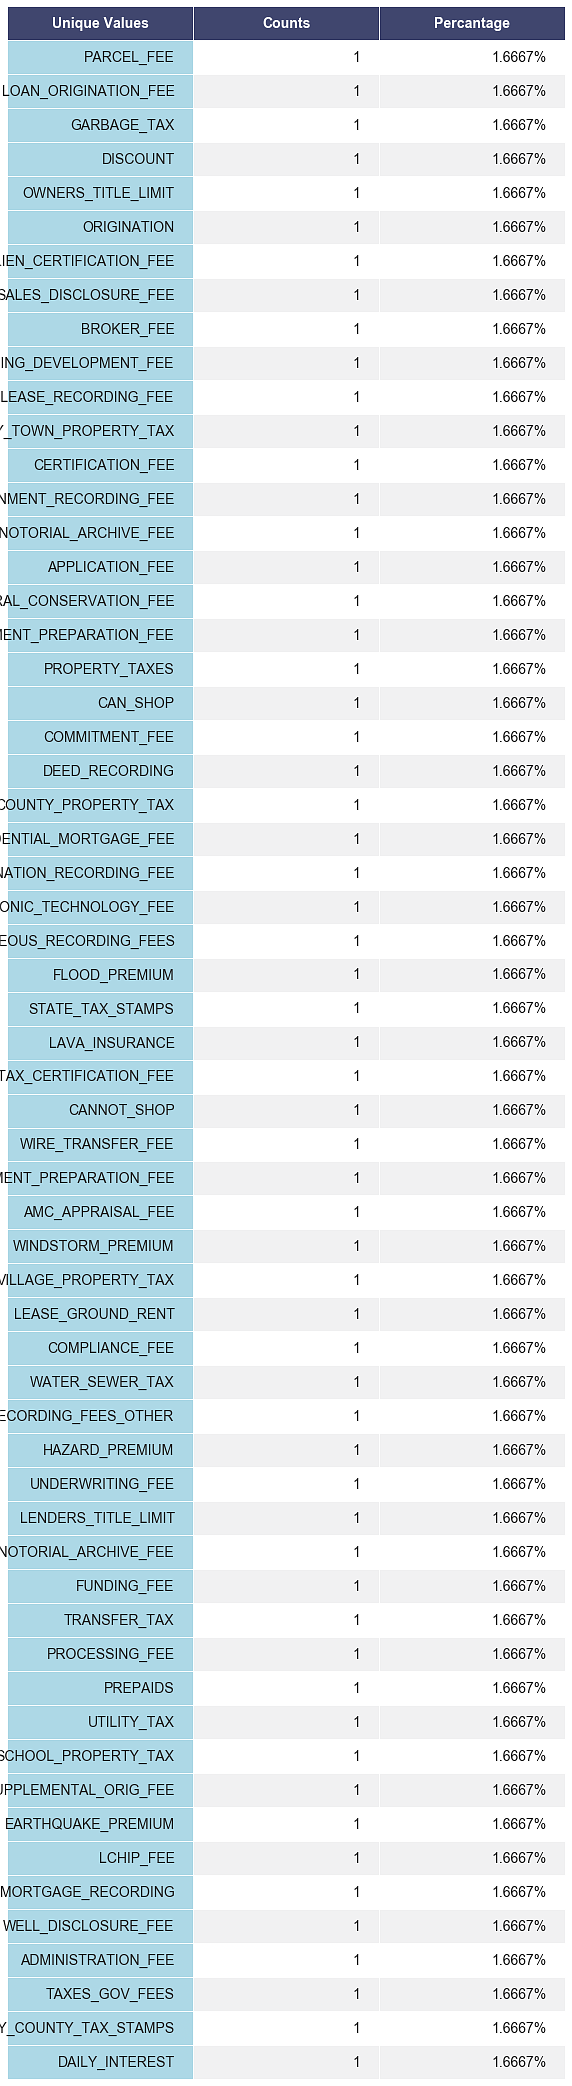 Unique Values Counts Percantage
PARCEL_FEE 1 1.6667%
LOAN_ORIGINATION_FEE 1 1.6667%
GARBAGE_TAX 1 1.6667%
DISCOUNT 1 1.6667%
OWNERS_TITLE_LIMIT 1 1.6667%
ORIGINATION 1 1.6667%
IEN_CERTIFICATION_FEE 1 1.6667%
SALES_DISCLOSURE_FEE 1 1.6667%
BROKER_FEE 1 1.6667%
ING_DEVELOPMENT_FEE 1 1.6667%
LEASE_RECORDING_FEE 1 1.6667%
Y_TOWN_PROPERTY_TAX 1 1.6667%
CERTIFICATION_FEE 1 1.6667%
NMENT_RECORDING_FEE 1 1.6667%
NOTORIAL_ARCHIVE_FEE 1 1.6667%
APPLICATION_FEE 1 1.6667%
RAL_CONSERVATION_FEE 1 1.6667%
MENT_PREPARATION_FEE 1 1.6667%
PROPERTY_TAXES 1 1.6667%
CAN_SHOP 1 1.6667%
COMMITMENT_FEE 1 1.6667%
DEED_RECORDING 1 1.6667%
COUNTY_PROPERTY_TAX 1 1.6667%
DENTIAL_MORTGAGE_FEE 1 1.6667%
NATION_RECORDING_FEE 1 1.6667%
ONIC_TECHNOLOGY_FEE 1 1.6667%
EOUS_RECORDING_FEES 1 1.6667%
FLOOD_PREMIUM 1 1.6667%
STATE_TAX_STAMPS 1 1.6667%
LAVA_INSURANCE 1 1.6667%
TAX_CERTIFICATION_FEE 1 1.6667%
CANNOT_SHOP 1 1.6667%
WIRE_TRANSFER_FEE 1 1.6667%
MENT_PREPARATION_FEE 1 1.6667%
AMC_APPRAISAL_FEE 1 1.6667%
WINDSTORM_PREMIUM 1 1.6667%
VILLAGE_PROPERTY_TAX 1 1.6667%
LEASE_GROUND_RENT 1 1.6667%
COMPLIANCE_FEE 1 1.6667%
WATER_SEWER_TAX 1 1.6667%
ECORDING_FEES_OTHER 1 1.6667%
HAZARD_PREMIUM 1 1.6667%
UNDERWRITING_FEE 1 1.6667%
LENDERS_TITLE_LIMIT 1 1.6667%
NOTORIAL_ARCHIVE_FEE 1 1.6667%
FUNDING_FEE 1 1.6667%
TRANSFER_TAX 1 1.6667%
PROCESSING_FEE 1 1.6667%
PREPAIDS 1 1.6667%
UTILITY_TAX 1 1.6667%
SCHOOL_PROPERTY_TAX 1 1.6667%
UPPLEMENTAL_ORIG_FEE 1 1.6667%
EARTHQUAKE_PREMIUM 1 1.6667%
LCHIP_FEE 1 1.6667%
MORTGAGE_RECORDING 1 1.6667%
WELL_DISCLOSURE_FEE 1 1.6667%
ADMINISTRATION_FEE 1 1.6667%
TAXES_GOV_FEES 1 1.6667%
Y_COUNTY_TAX_STAMPS 1 1.6667%
DAILY_INTEREST 1 1.6667%